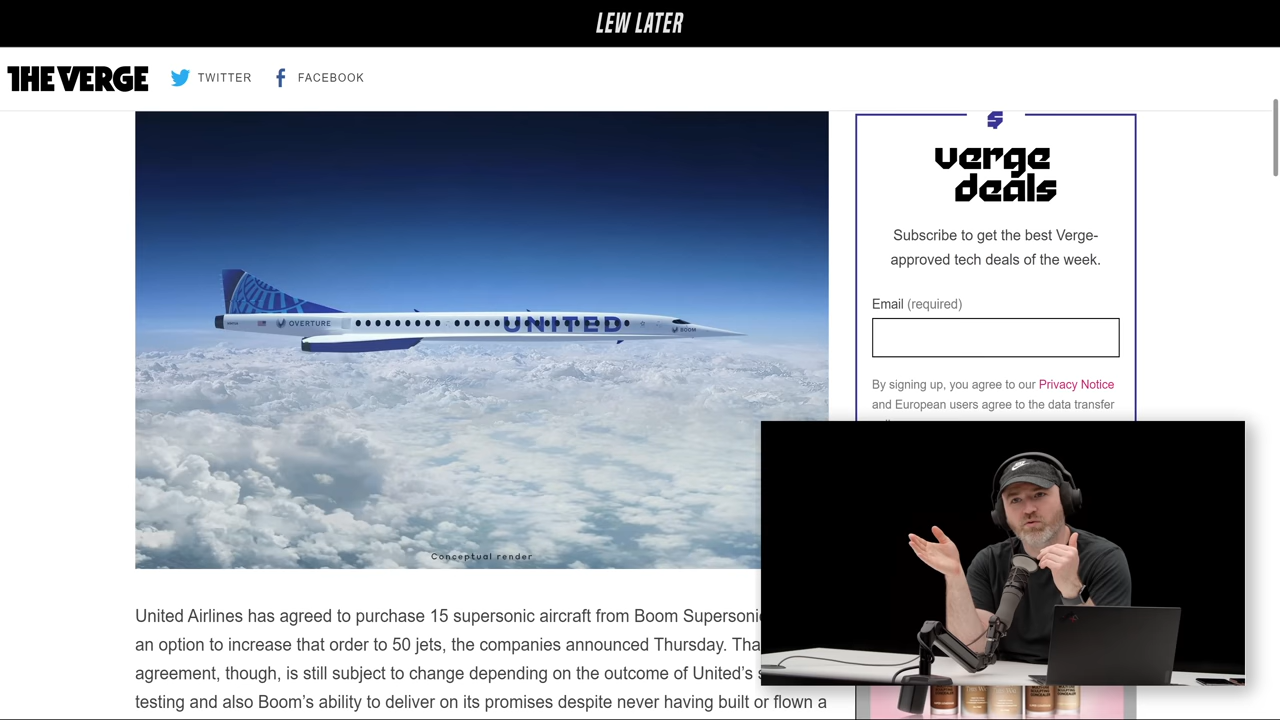 LEW LATER
THE VERGE
TWITTER
FACEBOOK
verge
deals
Subscribe to get the best Verge-
approved tech deals of the week.
Email (required)
By signing up, you agree to our Privacy Notice
and European users agree to the data transfer
OVERTURE
UNITED
BOOM
Conceptual render
United Airlines has agreed to purchase 15 supersonic aircraft from Boom Supersonic
an option to increase that order to 50 jets, the companies announced Thursday.
agreement, though, is still subject to change depending on the outcome of United's
testing and also Boom's ability to deliver on its promises despite never having built or flown a